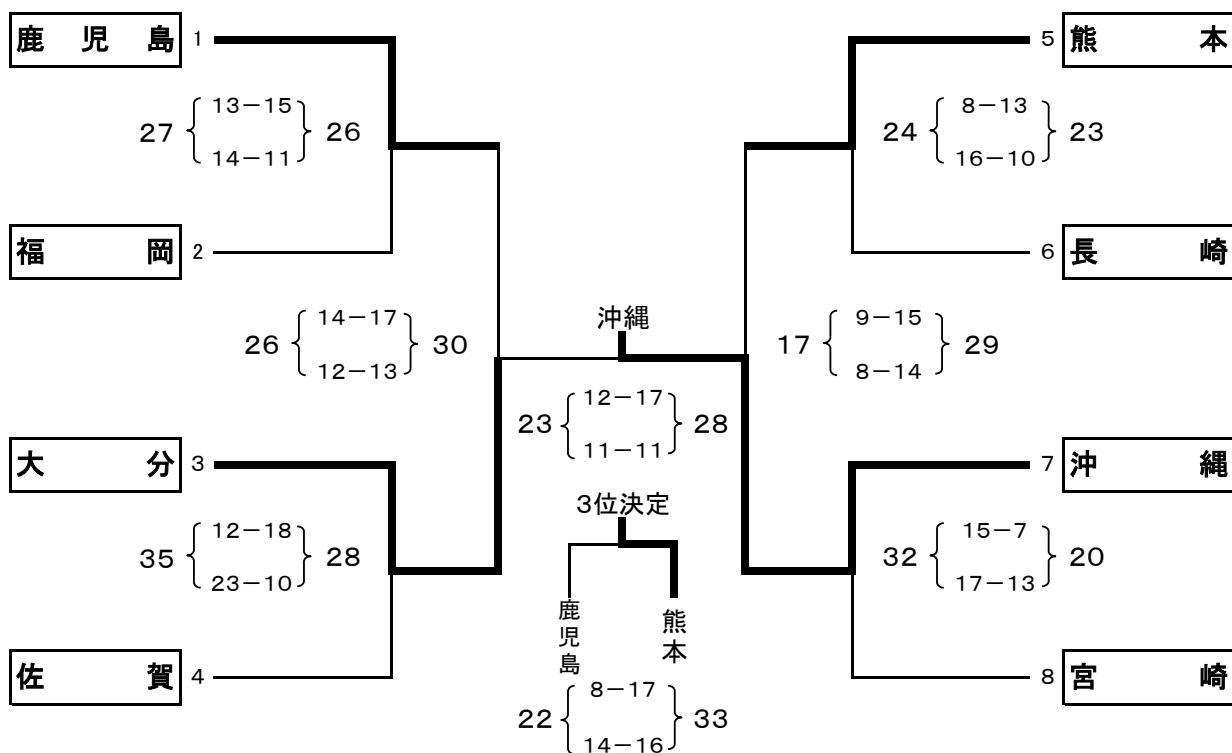 鹿児島 1
27 13－15 26
14－11
福岡 2
26 14－17 30
12－13
大分 3
35 12－18 28
23－10
佐賀 4
沖縄
23 12－17 28
11－11
3位決定
鹿児島
熊本
22 8－17 33
14－16
5 熊本
24 8－13 23
16－10
6 長崎
17 9－15 29
8－14
7 沖縄
32 15－7 20
17－13
8 宮崎